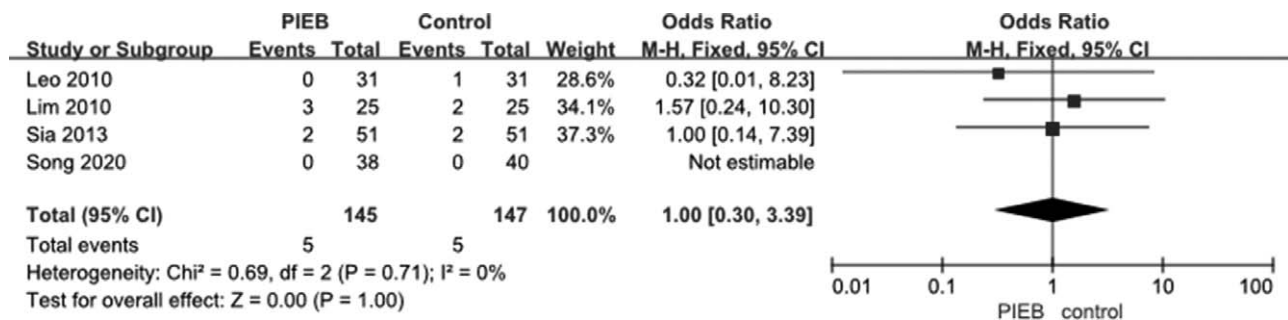 PIEB Control Odds Ratio Odds Ratio
Study or Subgroup Events Total Events Total Weight M-H, Fixed, 95% CI M-H, Fixed, 95% CI
Leo 2010 0 31 1 31 28.6% 0.32 [0.01, 8.23]
Lim 2010 3 25 2 25 34.1% 1.57 [0.24, 10.30]
Sia 2013 2 51 2 51 37.3% 1.00 [0.14, 7.39]
Song 2020 0 38 0 40 Not estimable
Total (95% CI) 145 147 100.0% 1.00 [0.30, 3.39]
Total events 5 5
Heterogeneity: Chi² = 0.69, df = 2 (P = 0.71); I² = 0%
Test for overall effect: Z = 0.00 (P = 1.00)
0.01 0.1 1 10 100
PIEB control